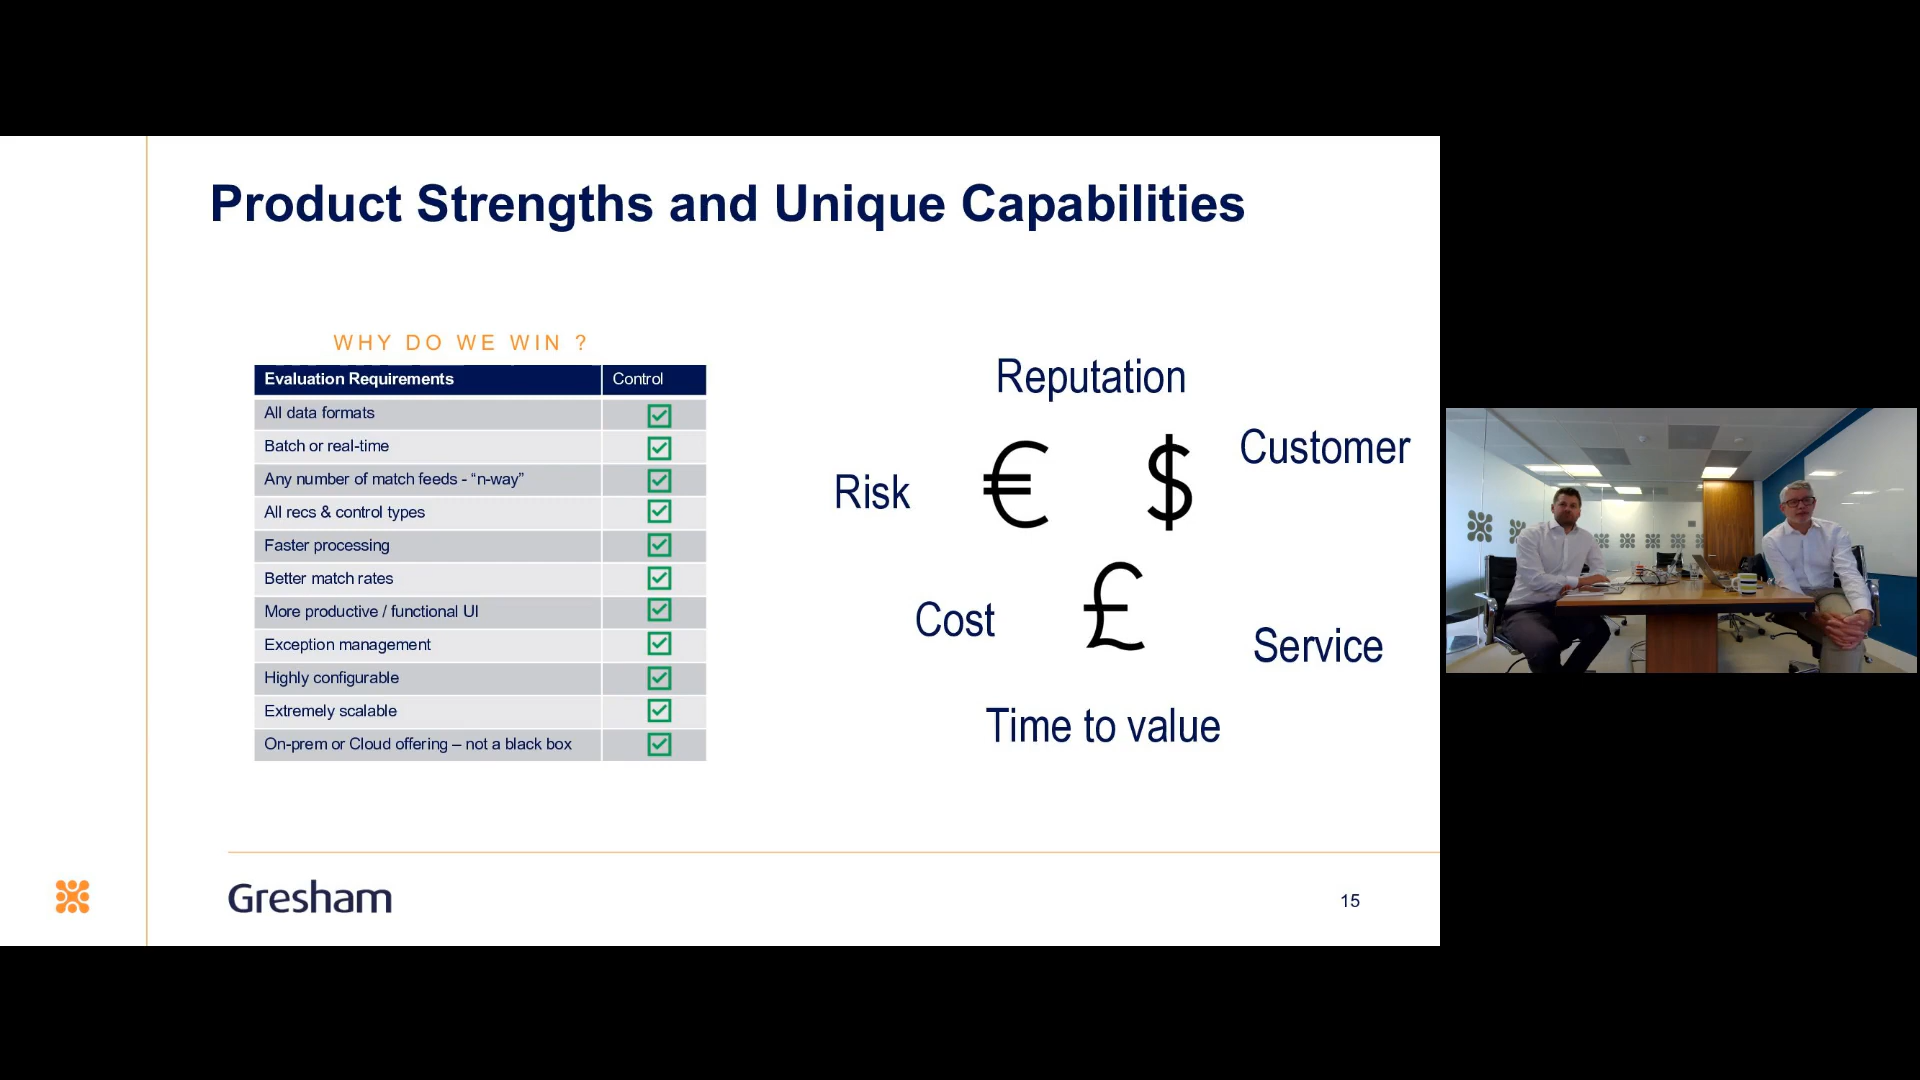 Product Strengths and Unique Capabilities
WHY DO WE WIN ?
Evaluation Requirements Control
All data formats
Batch or real-time
Any number of match feeds - “n-way”
All recs & control types
Faster processing
Better match rates
More productive / functional UI
Exception management
Highly configurable
Extremely scalable
On-prem or Cloud offering – not a black box
Reputation
Customer
Risk
€ $
£
Cost
Service
Time to value
Gresham
15